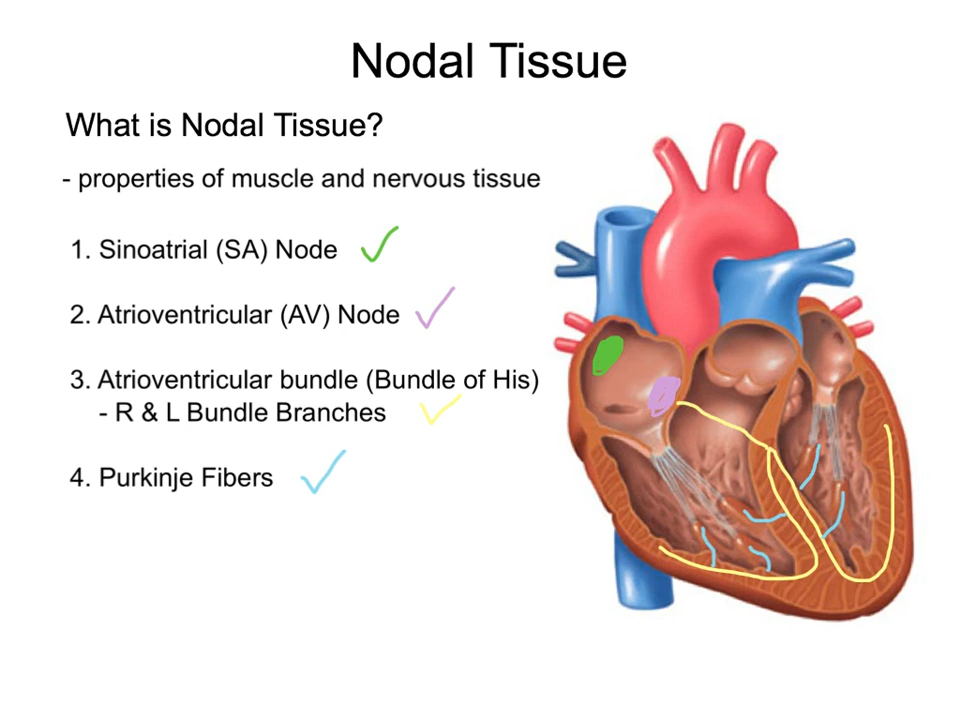 Nodal Tissue
What is Nodal Tissue?
- properties of muscle and nervous tissue
1. Sinoatrial (SA) Node
2. Atrioventricular (AV) Node
3. Atrioventricular bundle (Bundle of His)
- R & L Bundle Branches
4. Purkinje Fibers